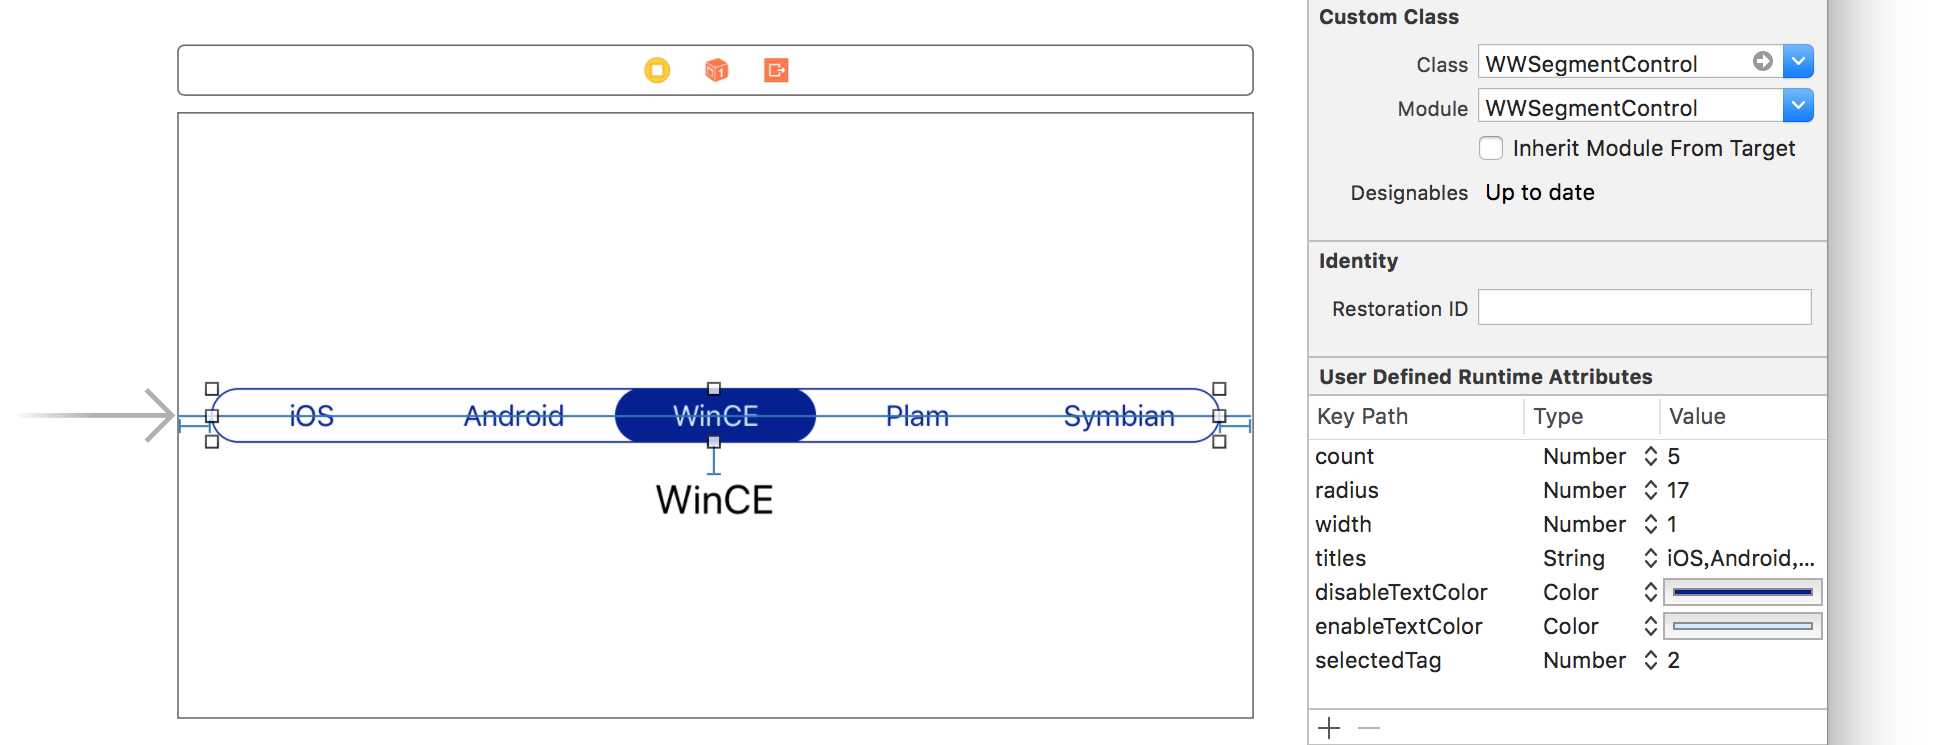 iOS Android WinCE Plam Symbian
WinCE
Custom Class
Class WWSegmentControl
Module WWSegmentControl
Inherit Module From Target
Designables Up to date
Identity
Restoration ID
User Defined Runtime Attributes
Key Path Type Value
count Number 5
radius Number 17
width Number 1
titles String iOS,Android,...
disableTextColor Color
enableTextColor Color
selectedTag Number 2